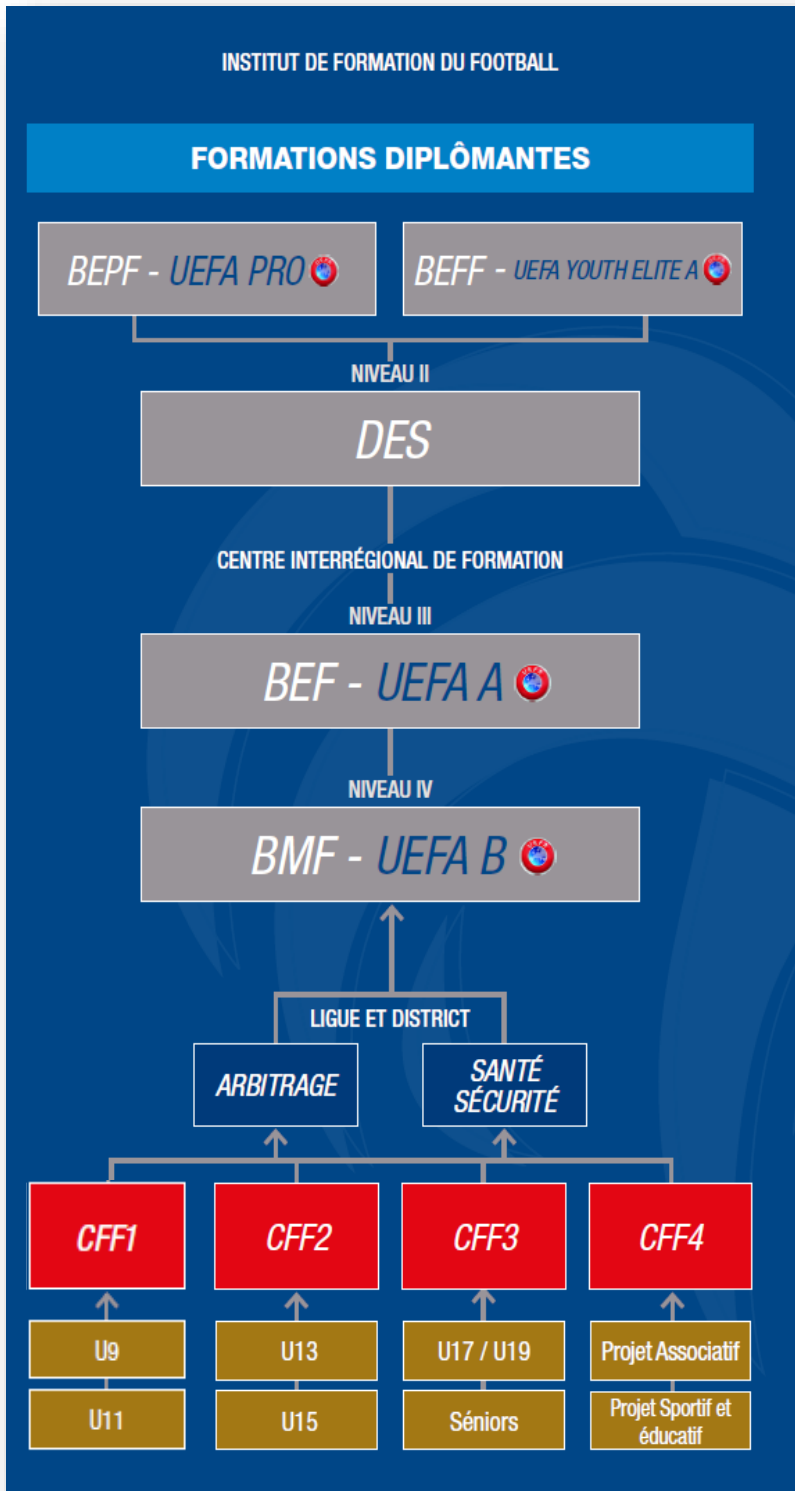 INSTITUT DE FORMATION DU FOOTBALL
FORMATIONS DIPLÔMANTES
BEPF - UEFA PRO
BEFF - UEFA YOUTH ELITE A
NIVEAU II
DES
CENTRE INTERRÉGIONAL DE FORMATION
NIVEAU III
BEF - UEFA A
NIVEAU IV
BMF - UEFA B
LIGUE ET DISTRICT
ARBITRAGE
SANTÉ
SÉCURITÉ
CFF1
CFF2
CFF3
CFF4
U9
U13
U17 / U19
Projet Associatif
U11
U15
Séniors
Projet Sportif et
éducatif